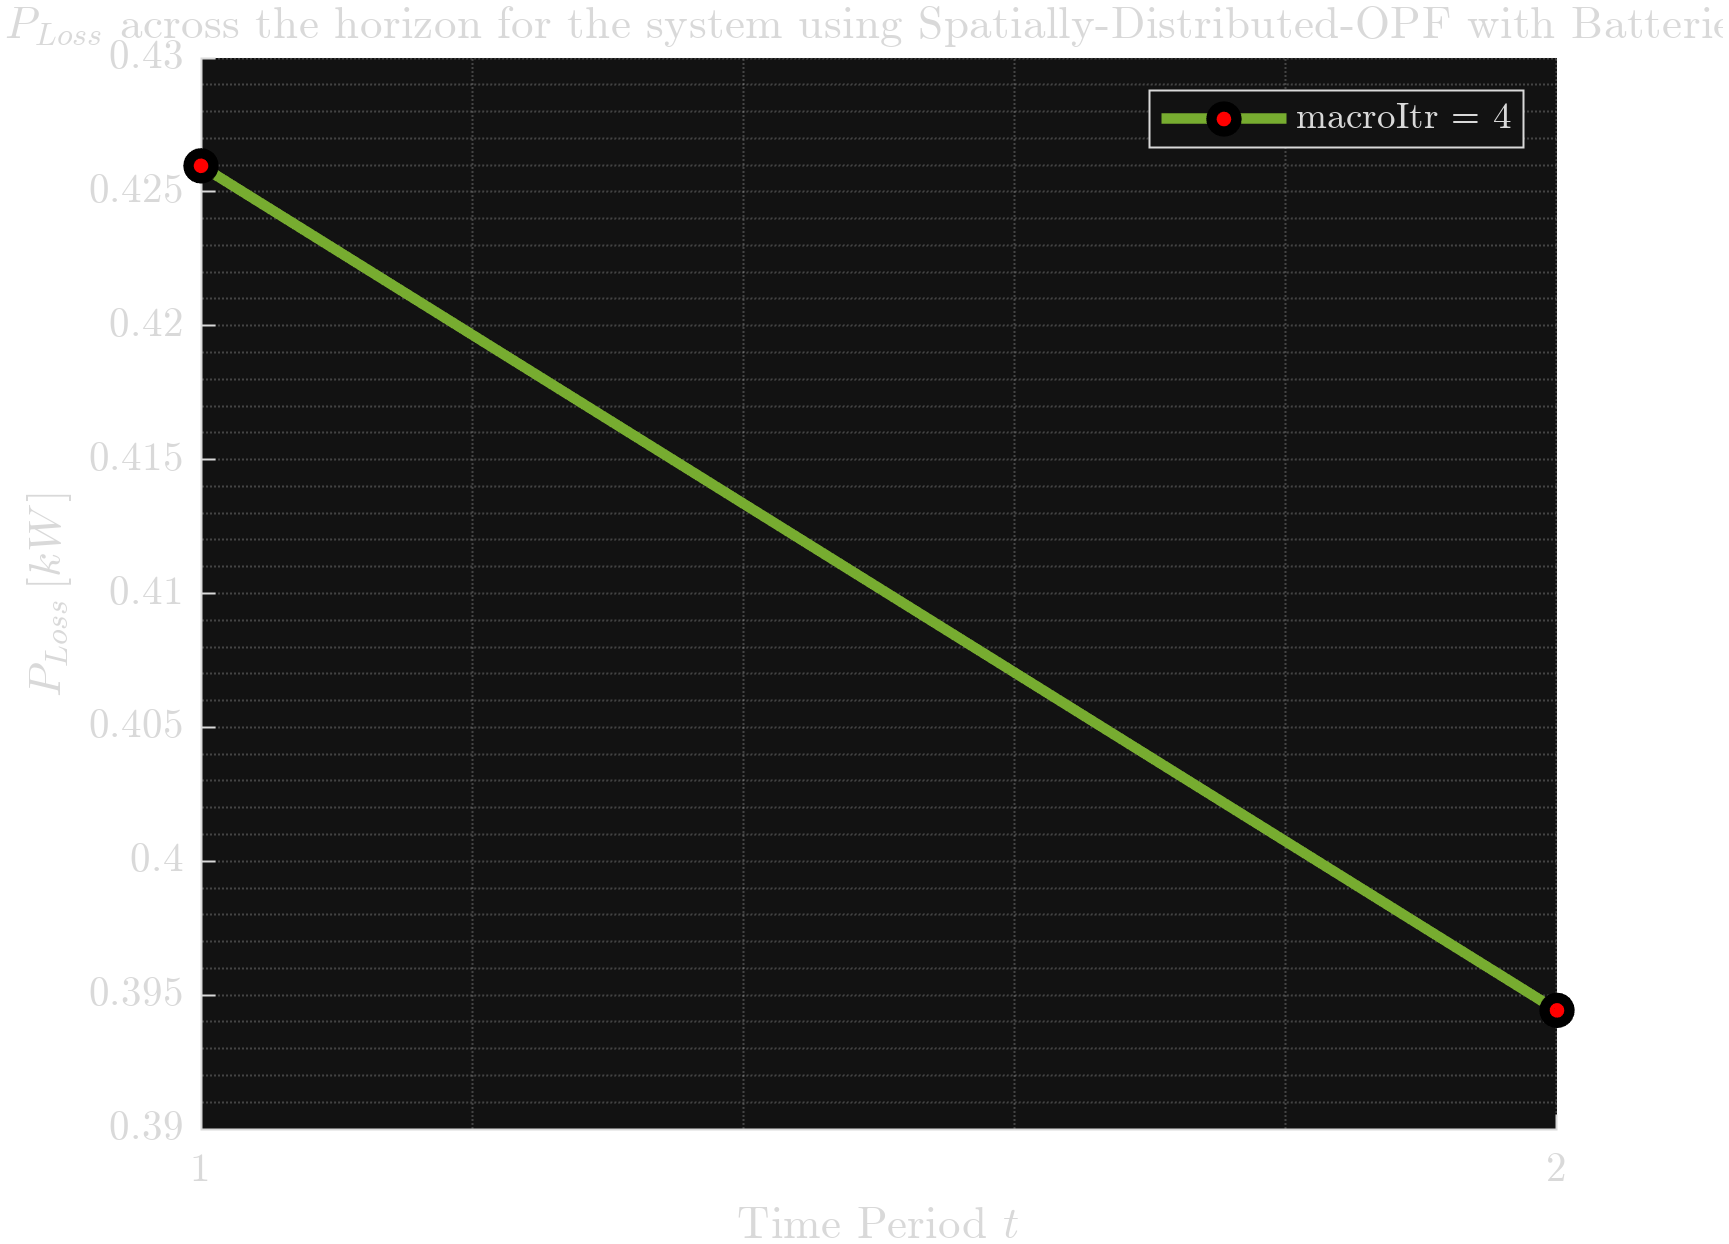 P_Loss across the horizon for the system using Spatially-Distributed-OPF with Batterie
macroItr = 4
0.43
0.425
0.42
0.415
0.41
0.405
0.4
0.395
0.39
P_Loss [kW]
1
2
Time Period t